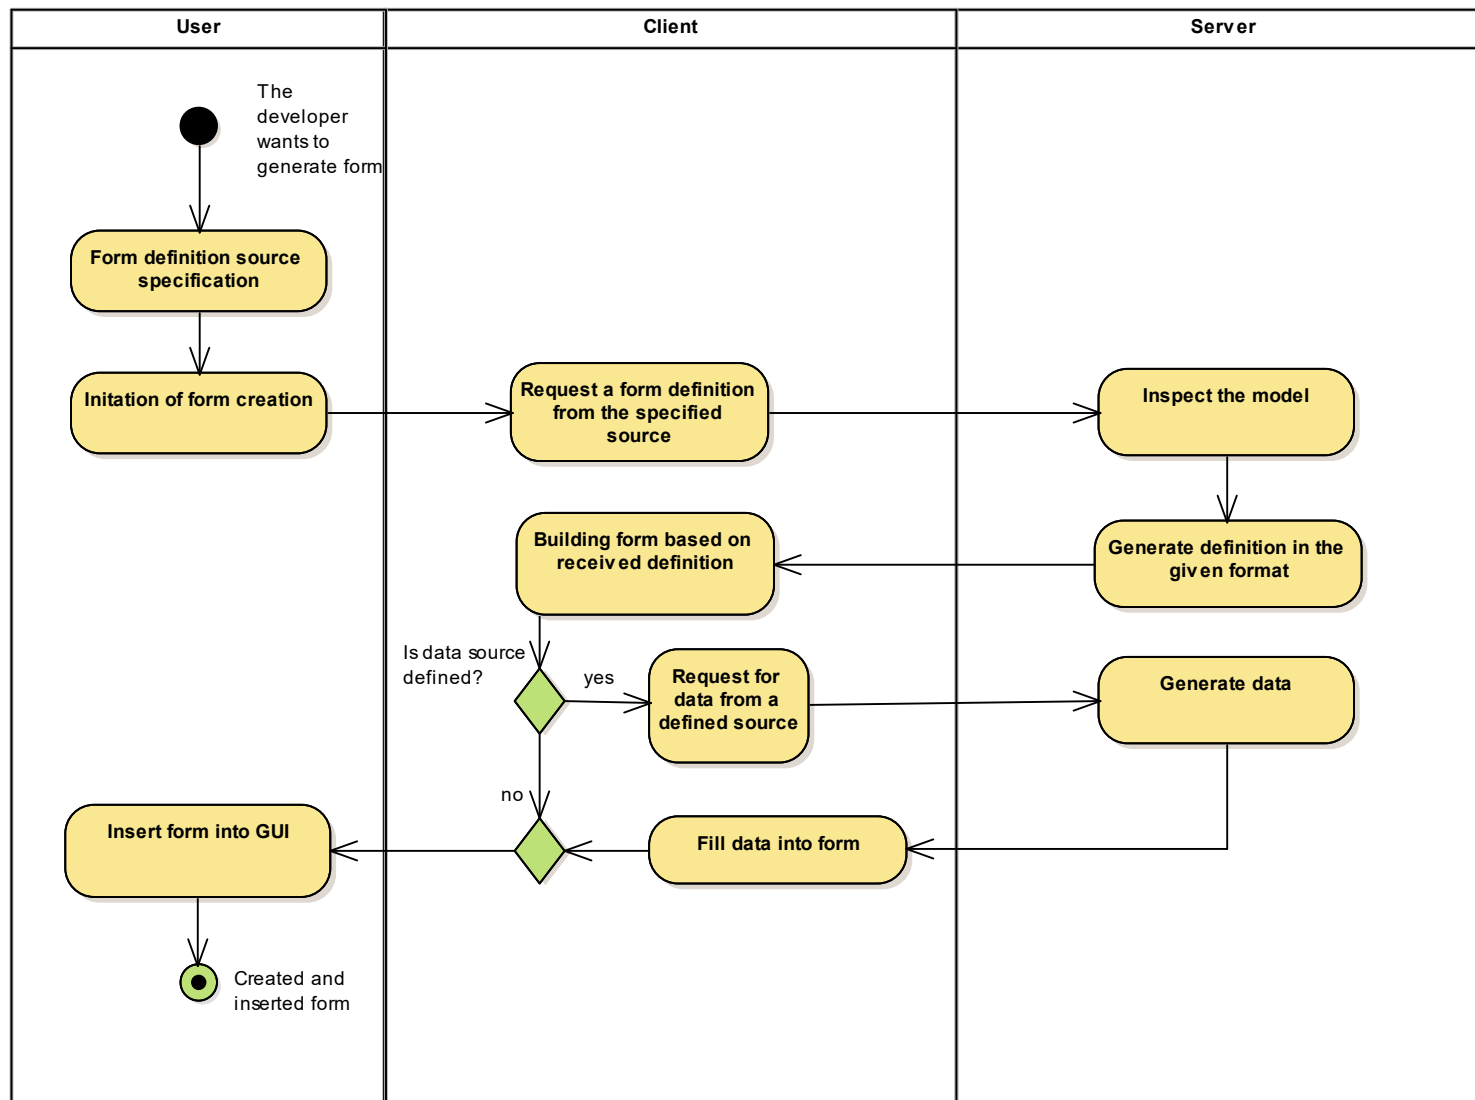 User
Client
Server
The
developer
wants to
generate form
Form definition source
specification
Initation of form creation
Request a form definition
from the specified
source
Inspect the model
Building form based on
received definition
Generate definition in the
given format
Is data source
defined?
yes
Request for
data from a
defined source
Generate data
no
Insert form into GUI
Fill data into form
Created and
inserted form